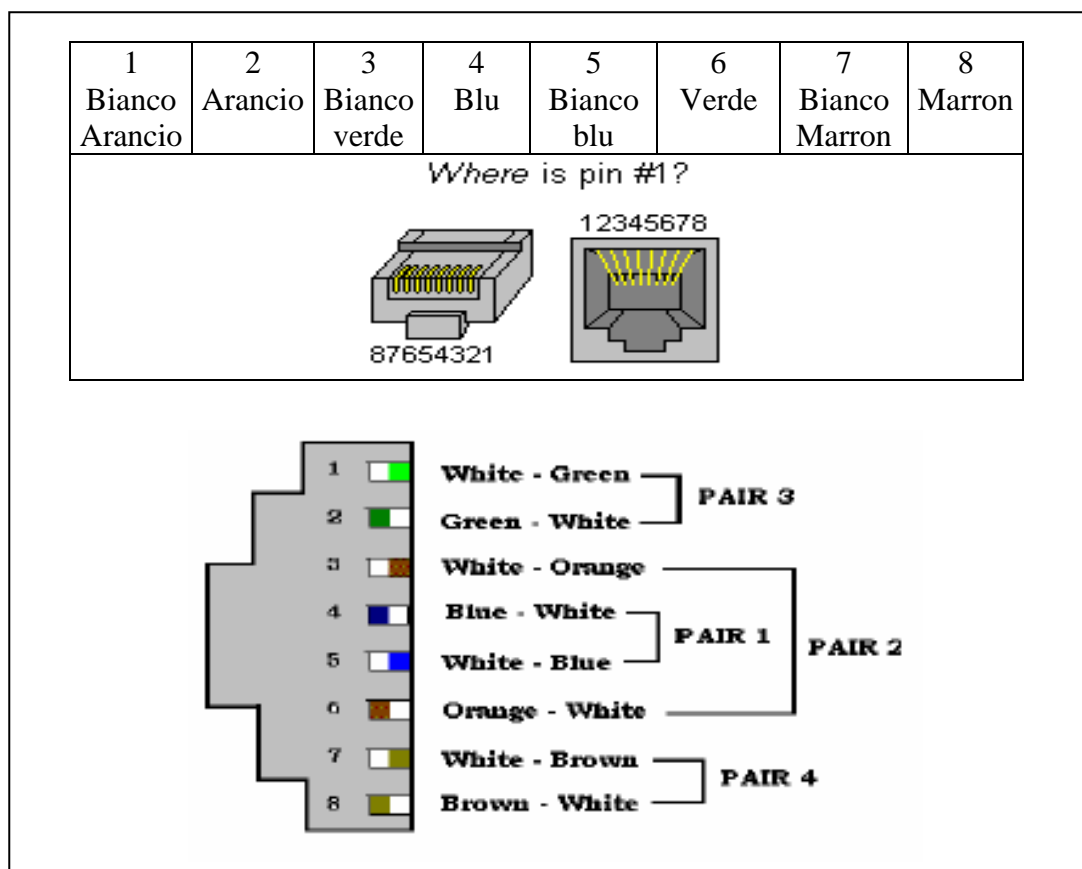 1 2 3 4 5 6 7 8
Bianco Arancio Bianco Blu Bianco Verde Bianco Marron
Arancio verde blu Marron
Where is pin #1?
12345678
87654321
1 White - Green
PAIR 3
2 Green - White
3 White - Orange
4 Blue - White
PAIR 1
PAIR 2
5 White - Blue
6 Orange - White
7 White - Brown
PAIR 4
8 Brown - White